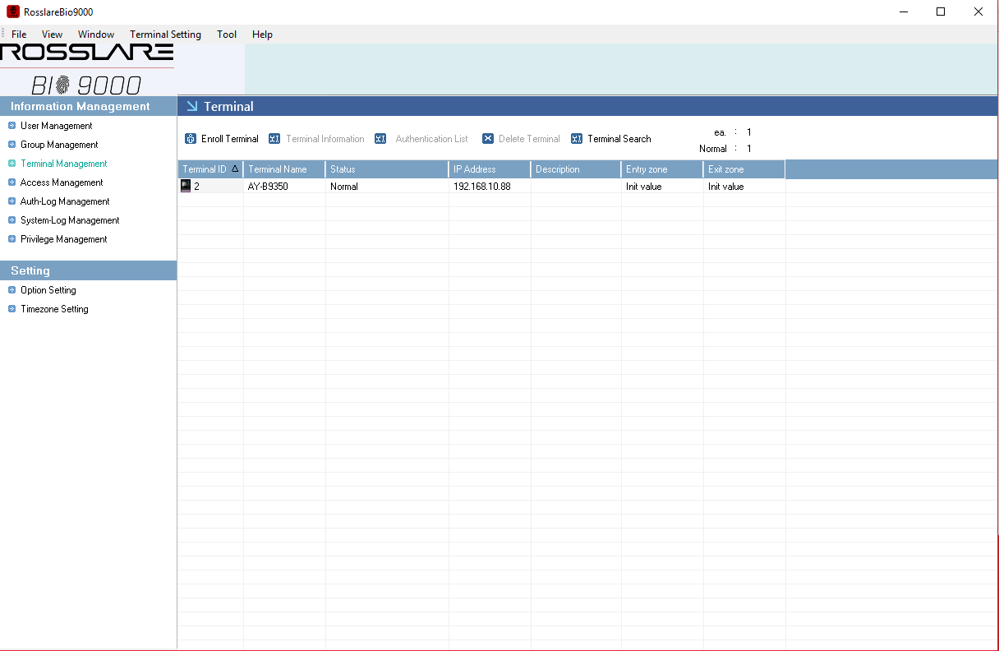 RosslareBio9000
File View Window Terminal Setting Tool Help
ROSSLARE
BIO 9000
Information Management
User Management
Group Management
Terminal Management
Access Management
Auth-Log Management
System-Log Management
Privilege Management
Setting
Option Setting
Timezone Setting
Terminal
Enroll Terminal Terminal Information Authentication List Delete Terminal Terminal Search
ea. : 1
Normal : 1
Terminal ID Terminal Name Status IP Address Description Entry zone Exit zone
2 AY-B9350 Normal 192.168.10.88 Init value Init value